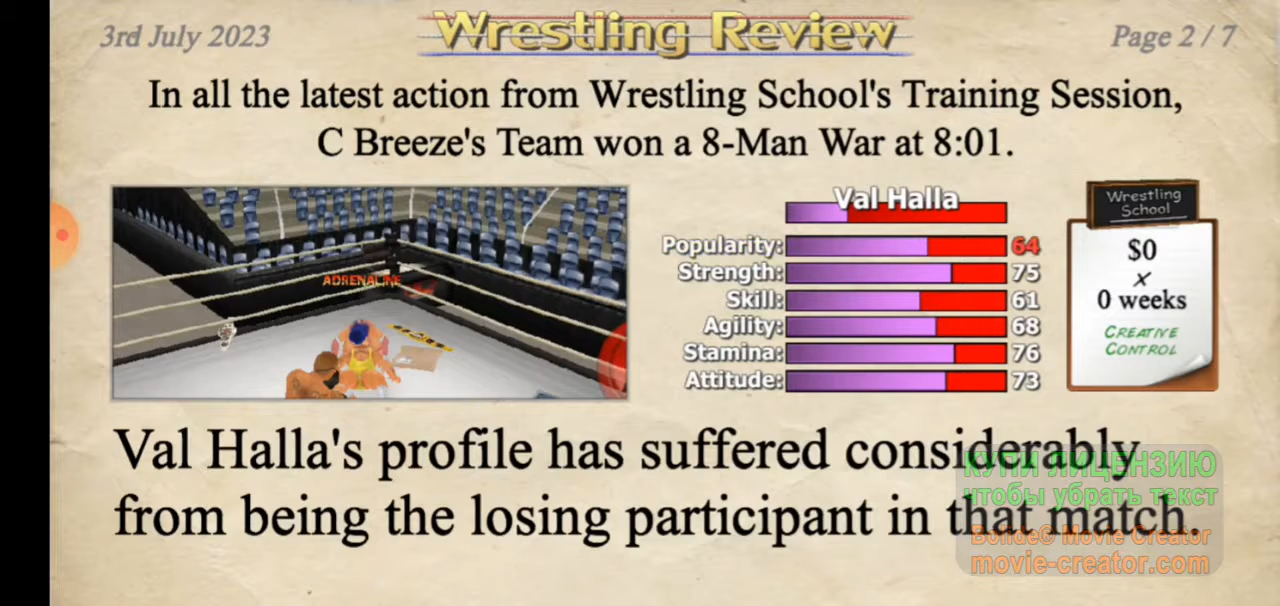 3rd July 2023
Wrestling Review
Page 2 / 7
In all the latest action from Wrestling School's Training Session,
C Breeze's Team won a 8-Man War at 8:01.
ADRENALINE
Val Halla
Popularity: 64
Strength: 75
Skill: 61
Agility: 68
Stamina: 76
Attitude: 73
Wrestling
School
$0
x
0 weeks
CREATIVE
CONTROL
Val Halla's profile has suffered considerably
from being the losing participant in that match.
КУПИ ЛИЦЕНЗИЮ
чтобы убрать текст
Bolide® Movie Creator
movie-creator.com